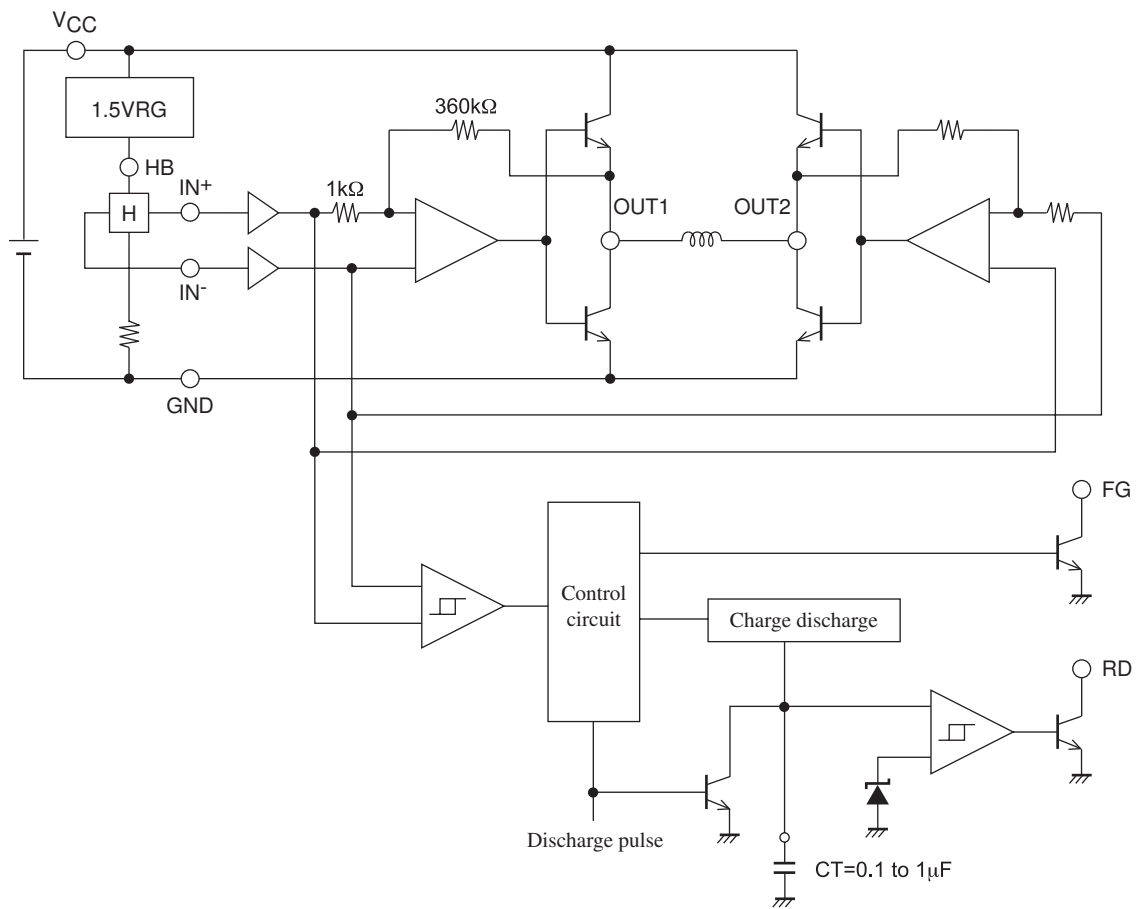 VCC
1.5VRG
360kΩ
HB
IN+
1kΩ
H
OUT1
OUT2
IN-
GND
FG
Control
circuit
Charge discharge
RD
Discharge pulse
CT=0.1 to 1µF